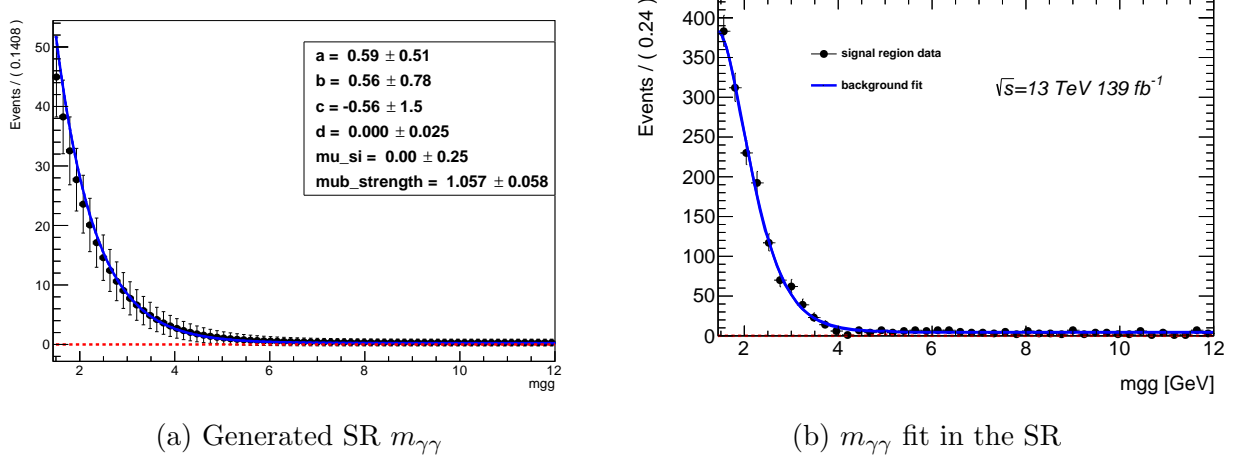 Events / ( 0.1408 )
50
40
30
20
10
0
2 4 6 8 10 12
mgg
a = 0.59 ± 0.51
b = 0.56 ± 0.78
c = -0.56 ± 1.5
d = 0.000 ± 0.025
mu_si = 0.00 ± 0.25
mub_strength = 1.057 ± 0.058
(a) Generated SR mγγ
Events / ( 0.24 )
400
350
300
250
200
150
100
50
0
2 4 6 8 10 12
mgg [GeV]
signal region data
background fit
√s=13 TeV 139 fb-1
(b) mγγ fit in the SR